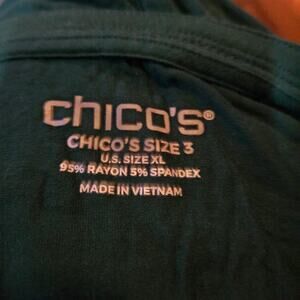 chico's®
CHICO'S SIZE 3
U.S. SIZE XL
95% RAYON 5% SPANDEX
MADE IN VIETNAM